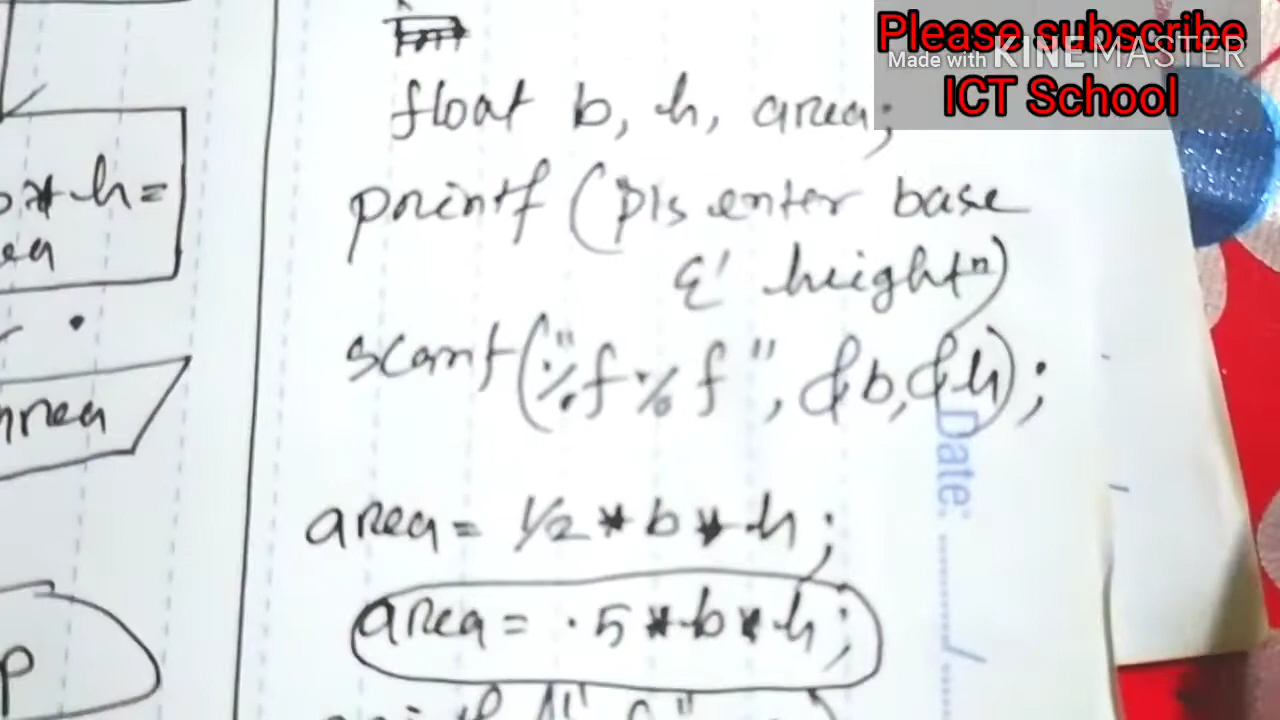 Please subscribe
Made with KINEMASTER
ICT School
float b, h, area;
printf (pls enter base
& height")
scanf("%f%f", &b, &h);
area = 1/2 * b * h;
area = .5 * b * h;
* h =
Date: